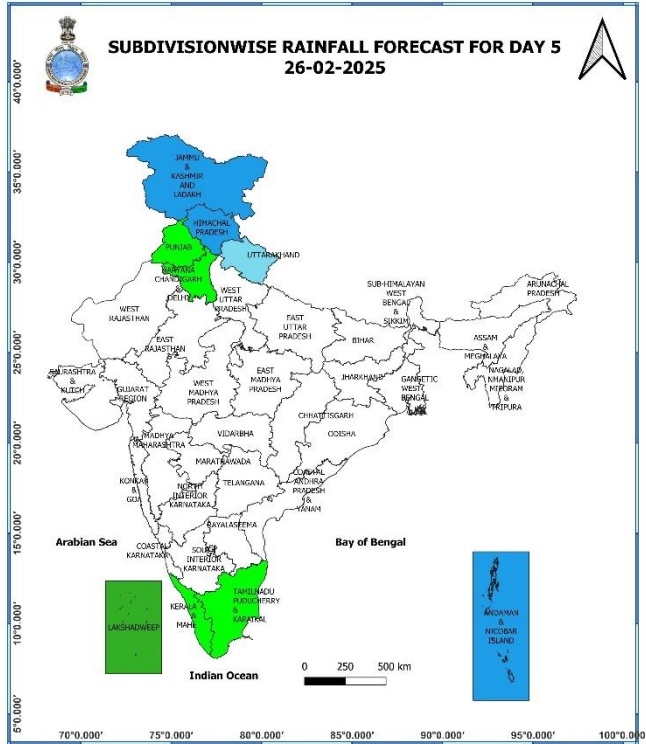 SUBDIVISIONWISE RAINFALL FORECAST FOR DAY 5
26-02-2025
40°0.000'
35°0.000'
30°0.000'
25°0.000'
20°0.000'
15°0.000'
10°0.000'
5°0.000'
JAMMU
&
KASHMIR
AND
LADAKH
HIMACHAL
PRADESH
PUNJAB
UTTARAKHAND
HARYANA
CHANDIGARH
&
DELHI
WEST
UTTAR
PRADESH
SUB-HIMALAYAN
WEST
BENGAL
&
SIKKIM
ARUNACHAL
PRADESH
WEST
RAJASTHAN
EAST
RAJASTHAN
EAST
UTTAR
PRADESH
BIHAR
ASSAM
&
MEGHALAYA
NAGALAD,
NMANIPUR
MIZORAM
&
TRIPURA
SAURASHTRA
&
KUTCH
GUJARAT
REGION
WEST
MADHYA
PRADESH
EAST
MADHYA
PRADESH
JHARKHAND
GANGETIC
WEST
BENGAL
CHHATISGARH
ODISHA
MADHYA
MAHARASHTRA
VIDARBHA
MARATHAWADA
TELANGANA
COASTAL
ANDHRA
PRADESH
&
YANAM
KONKAN
&
GOA
NORTH
INTERIOR
KARNATAKA
RAYALASEEMA
Arabian Sea
Bay of Bengal
COASTAL
KARNATAKA
SOUTH
INTERIOR
KARNATAKA
TAMILNADU
PUDUCHERRY
&
KARAIKAL
KERALA
&
MAHE
LAKSHADWEEP
ANDAMAN
&
NICOBAR
ISLAND
Indian Ocean
0 250 500 km
70°0.000' 75°0.000' 80°0.000' 85°0.000' 90°0.000' 95°0.000' 100°0.000'